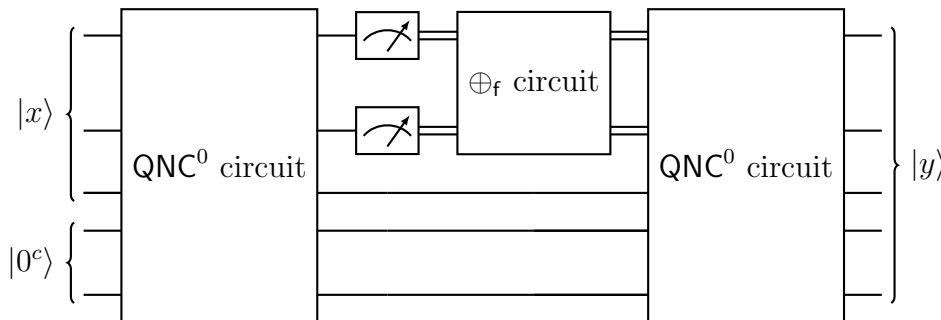 |x⟩
|0ᶜ⟩
QNC⁰ circuit
⊕f circuit
QNC⁰ circuit
|y⟩